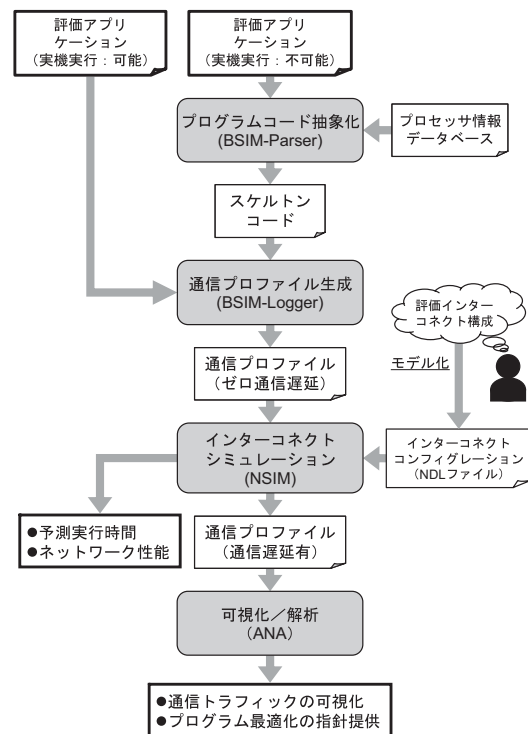 評価アプリ
ケーション
(実機実行：可能)
評価アプリ
ケーション
(実機実行：不可能)
プログラムコード抽象化
(BSIM-Parser)
プロセッサ情報
データベース
スケルトン
コード
通信プロファイル生成
(BSIM-Logger)
評価インター
コネクト構成
モデル化
通信プロファイル
(ゼロ通信遅延)
インターコネクト
シミュレーション
(NSIM)
インターコネクト
コンフィグレーション
(NDLファイル)
●予測実行時間
●ネットワーク性能
通信プロファイル
(通信遅延有)
可視化／解析
(ANA)
●通信トラフィックの可視化
●プログラム最適化の指針提供